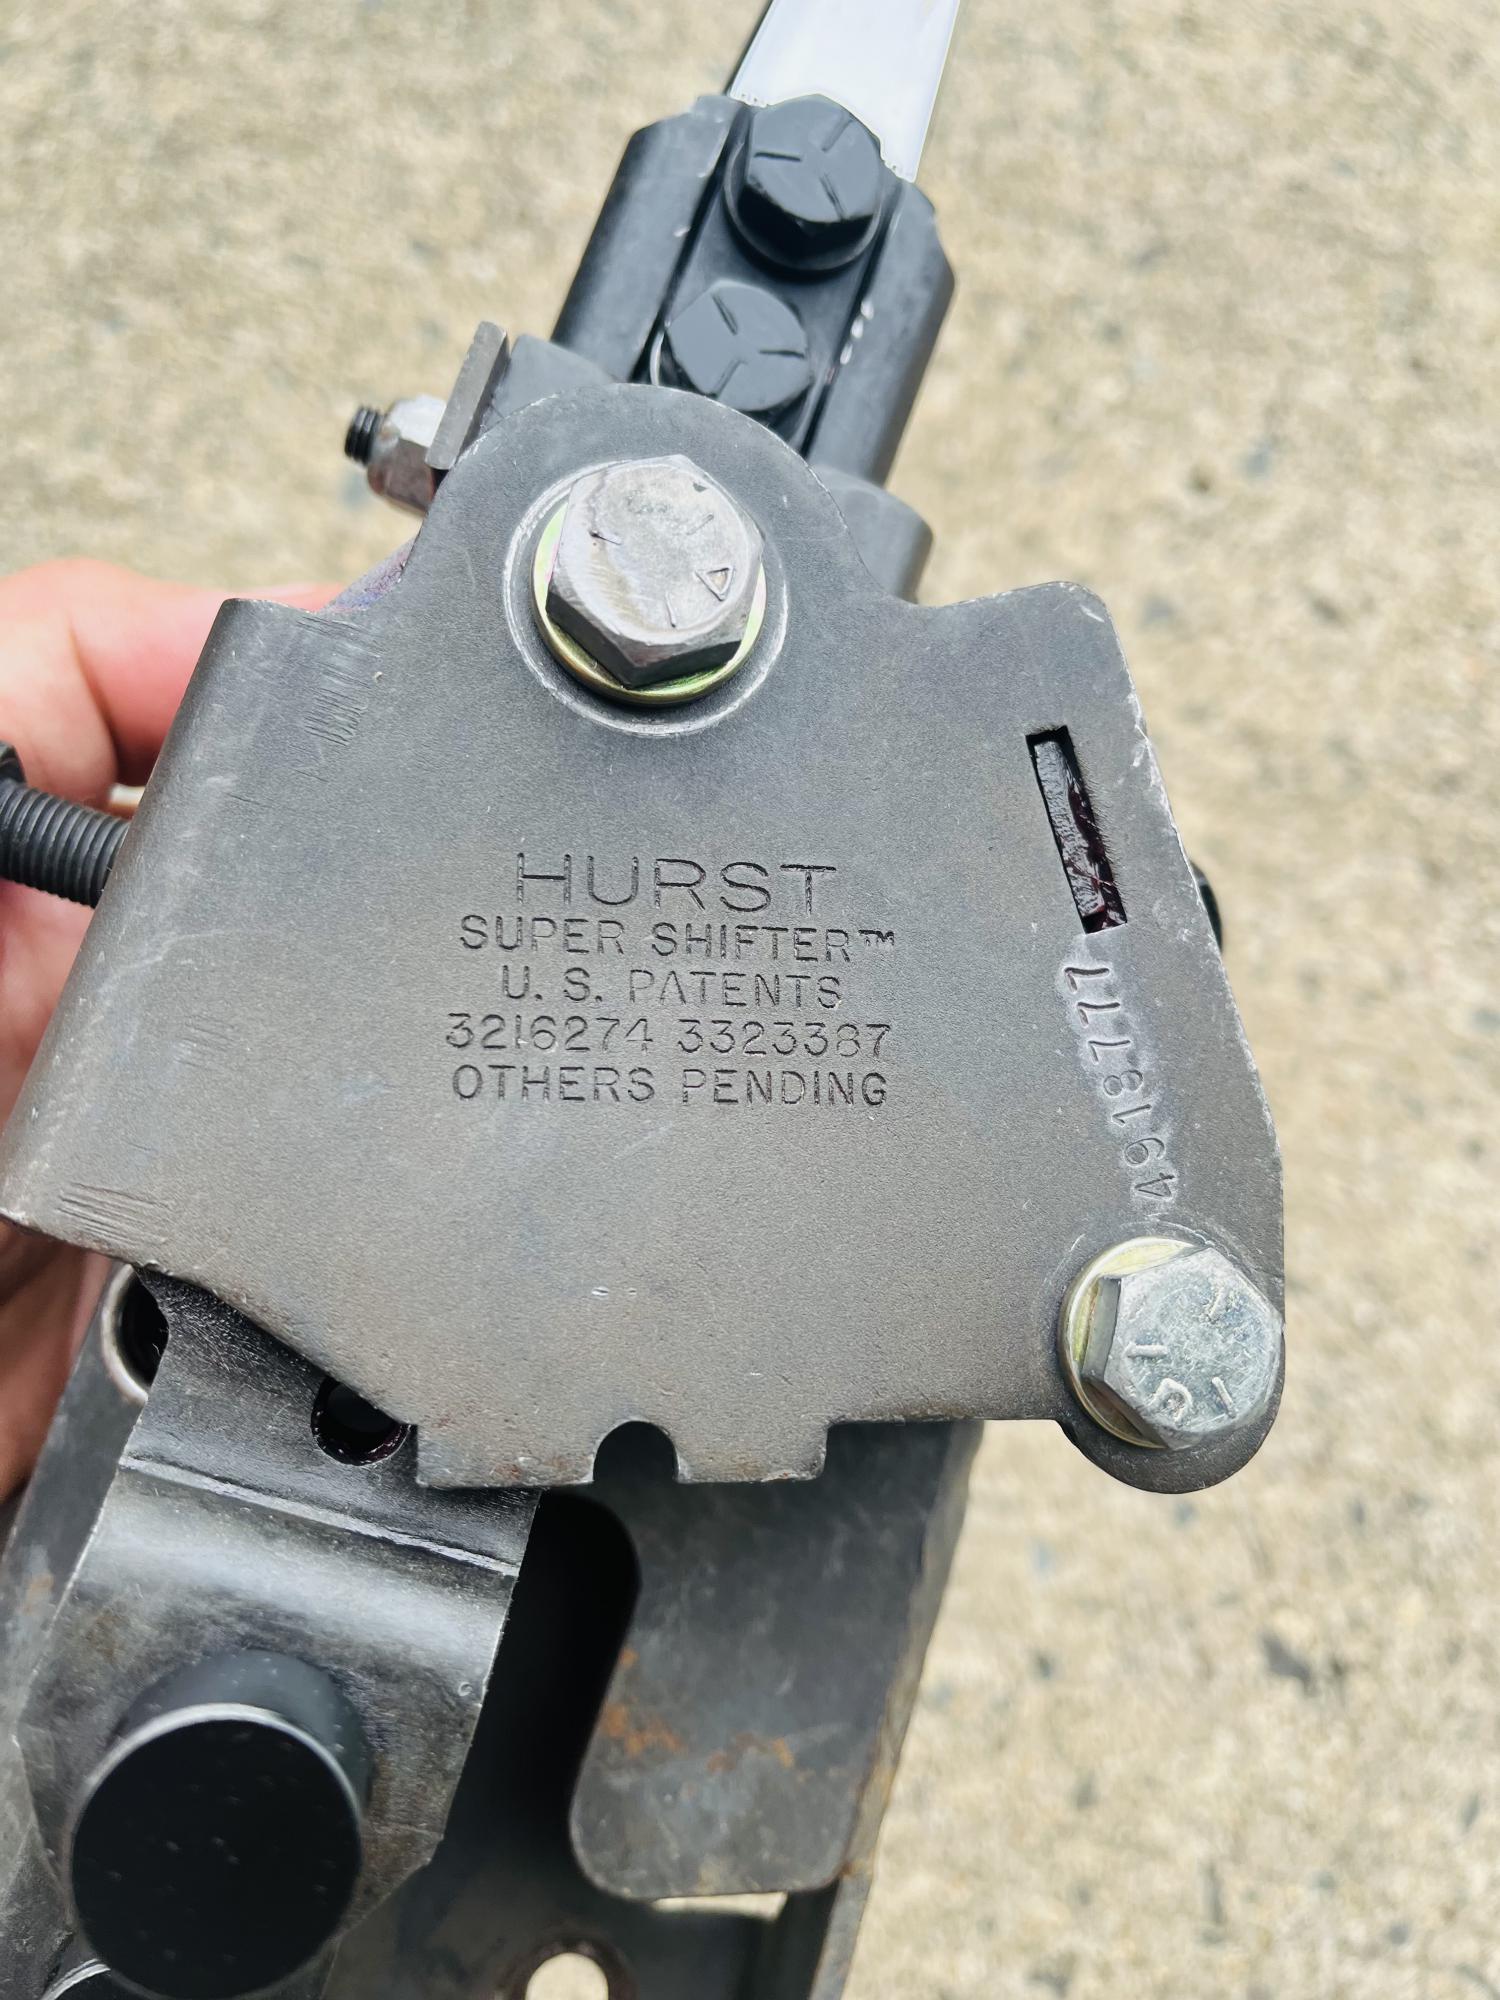 HURST
SUPER SHIFTER™
U. S. PATENTS
3216274 3323387
OTHERS PENDING
4918777